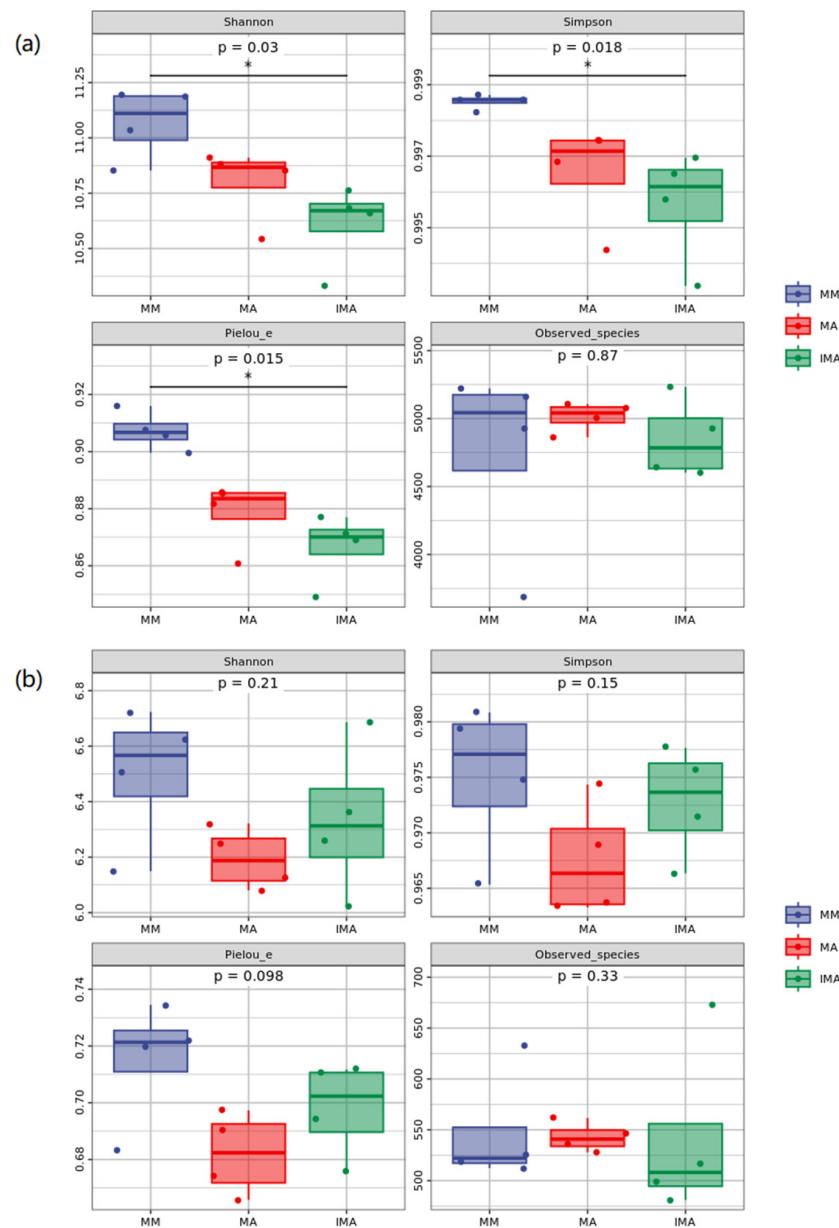 (a)
Shannon
p = 0.03
*
11.25
11.00
10.75
10.50
MM MA IMA
Simpson
p = 0.018
*
0.999
0.997
0.995
MM MA IMA
Pielou_e
p = 0.015
*
0.92
0.90
0.88
0.86
MM MA IMA
Observed_species
p = 0.87
5500
5000
4500
4000
MM MA IMA
MM
MA
IMA
(b)
Shannon
p = 0.21
6.8
6.6
6.4
6.2
6.0
MM MA IMA
Simpson
p = 0.15
0.980
0.975
0.970
0.965
MM MA IMA
Pielou_e
p = 0.098
0.74
0.72
0.70
0.68
MM MA IMA
Observed_species
p = 0.33
700
650
600
550
500
MM MA IMA
MM
MA
IMA